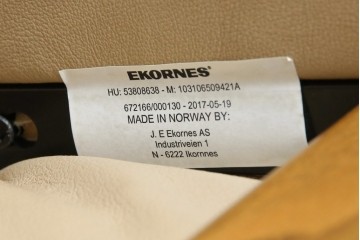 EKORNES®
HU: 53808638 - M: 103106509421A
672166/000130 - 2017-05-19
MADE IN NORWAY BY:
J. E Ekornes AS
Industriveien 1
N - 6222 Ikornnes